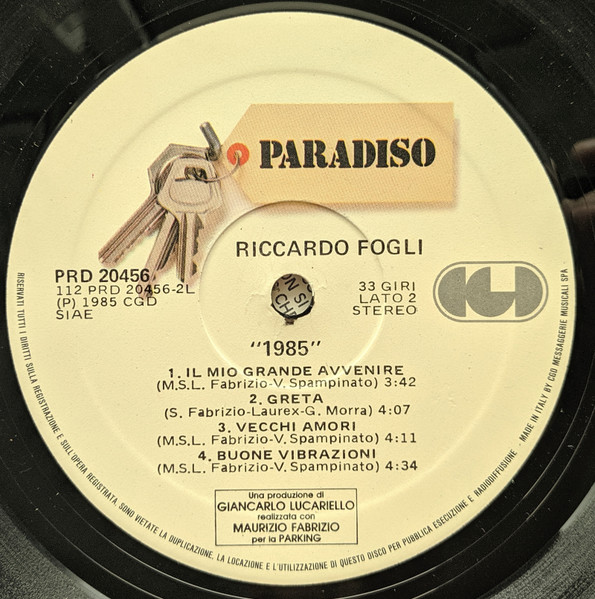 PARADISO
RICCARDO FOGLI
PRD 20456
112 PRD 20456-2L
(P) 1985 CGD
SIAE
33 GIRI
LATO 2
STEREO
"1985"
1. IL MIO GRANDE AVVENIRE
(M.S.L. Fabrizio-V. Spampinato) 3:42
2. GRETA
(S. Fabrizio-Laurex-G. Morra) 4:07
3. VECCHI AMORI
(M.S.L. Fabrizio-V. Spampinato) 4:11
4. BUONE VIBRAZIONI
(M.S.L. Fabrizio-V. Spampinato) 4:34
Una produzione di
GIANCARLO LUCARIELLO
realizzata con
MAURIZIO FABRIZIO
per la PARKING
RISERVATI TUTTI I DIRITTI SULLA REGISTRAZIONE E SULL'OPERA REGISTRATA. SONO VIETATE LA DUPLICAZIONE, LA LOCAZIONE E L'UTILIZZAZIONE DI QUESTO DISCO PER PUBBLICA ESECUZIONE E RADIODIFFUSIONE - MADE IN ITALY BY CGD MESSAGGERIE MUSICALI SPA